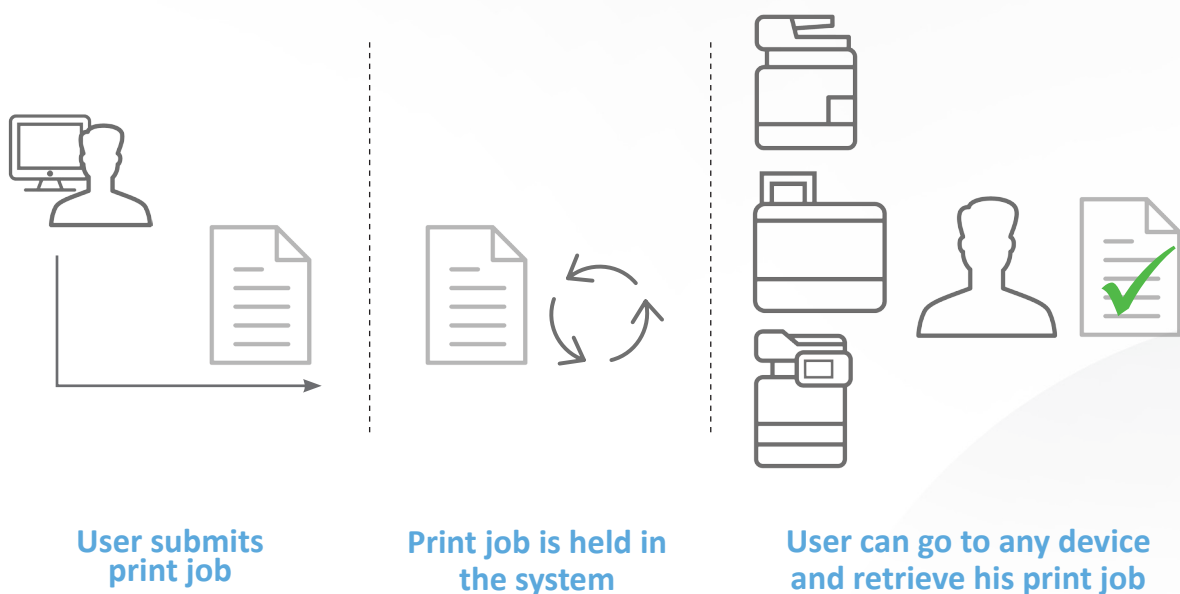 User submits
print job
Print job is held in
the system
User can go to any device
and retrieve his print job